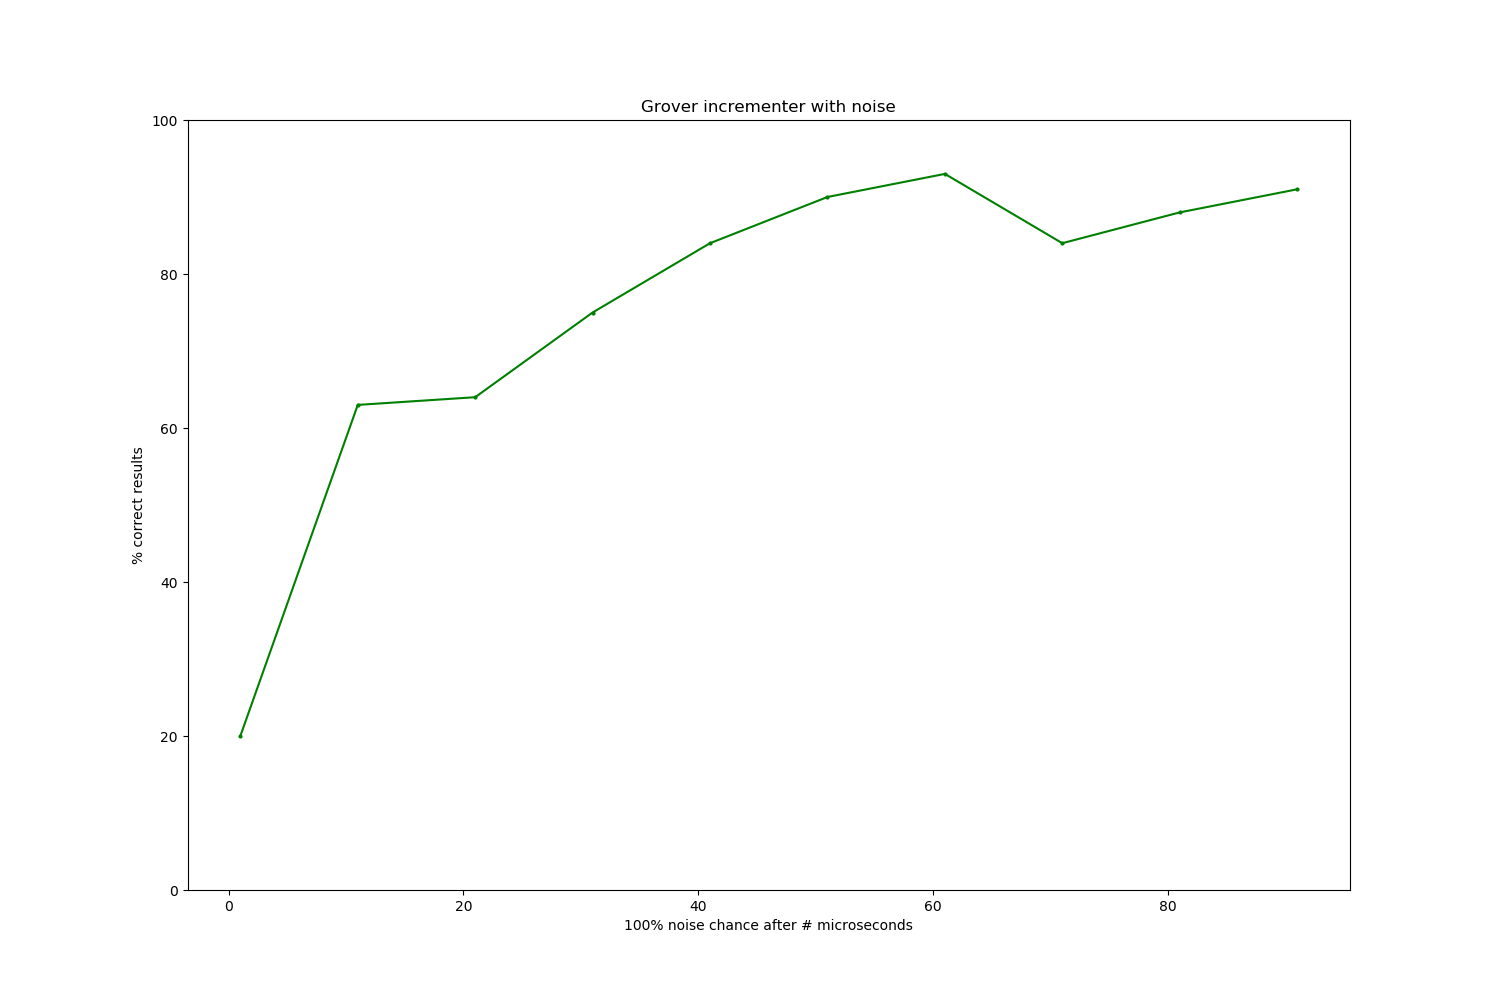 Grover incrementer with noise
100
80
60
40
20
0
% correct results
0 20 40 60 80
100% noise chance after # microseconds